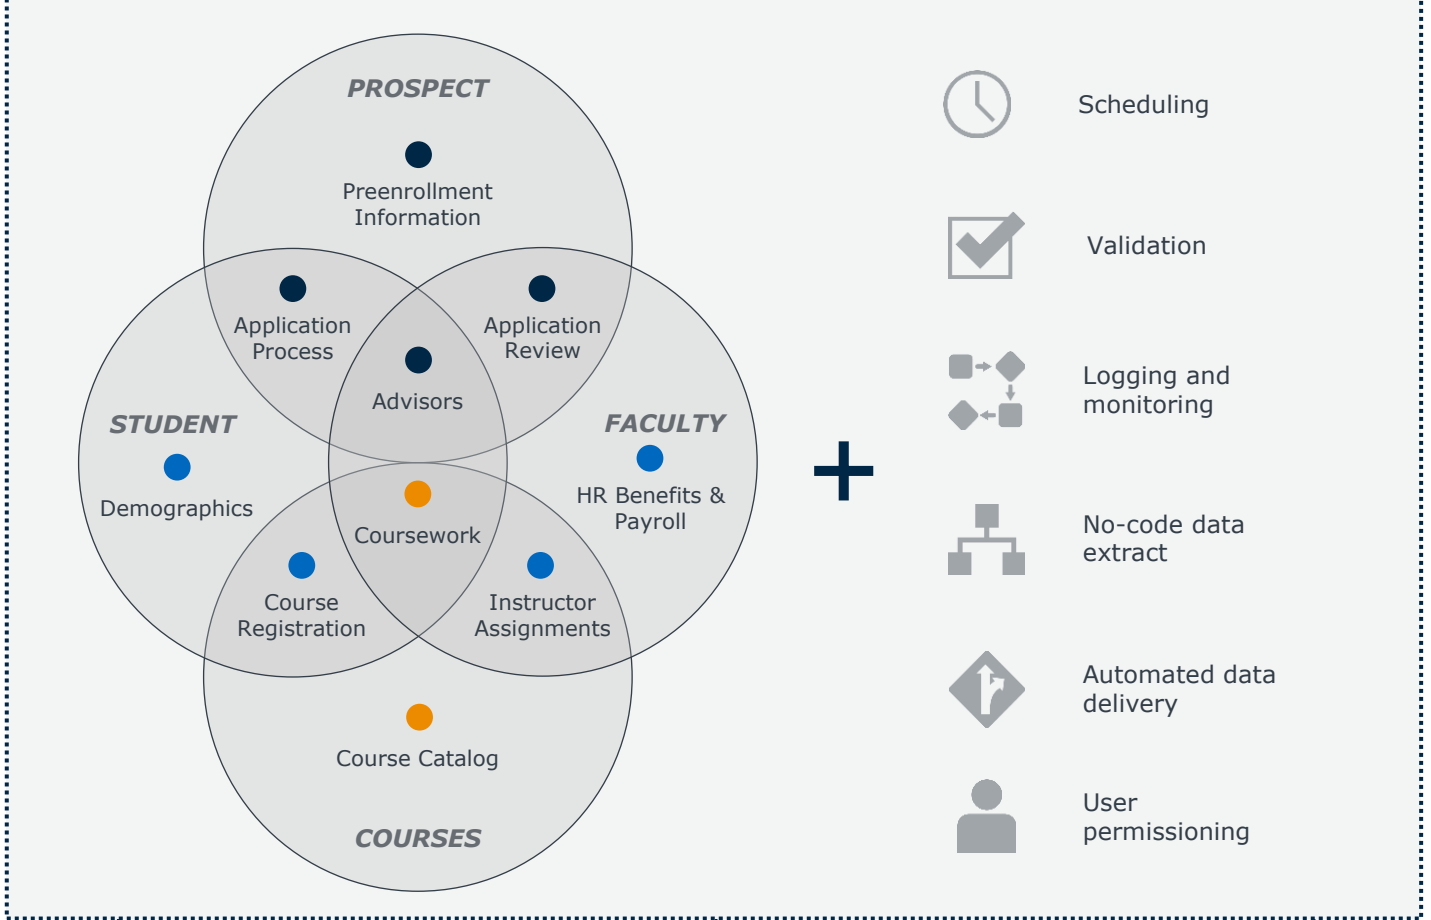 PROSPECT
Preenrollment
Information
Application
Process
Application
Review
Advisors
STUDENT
Demographics
FACULTY
HR Benefits &
Payroll
Coursework
Course
Registration
Instructor
Assignments
Course Catalog
COURSES
+
Scheduling
Validation
Logging and
monitoring
No-code data
extract
Automated data
delivery
User
permissioning